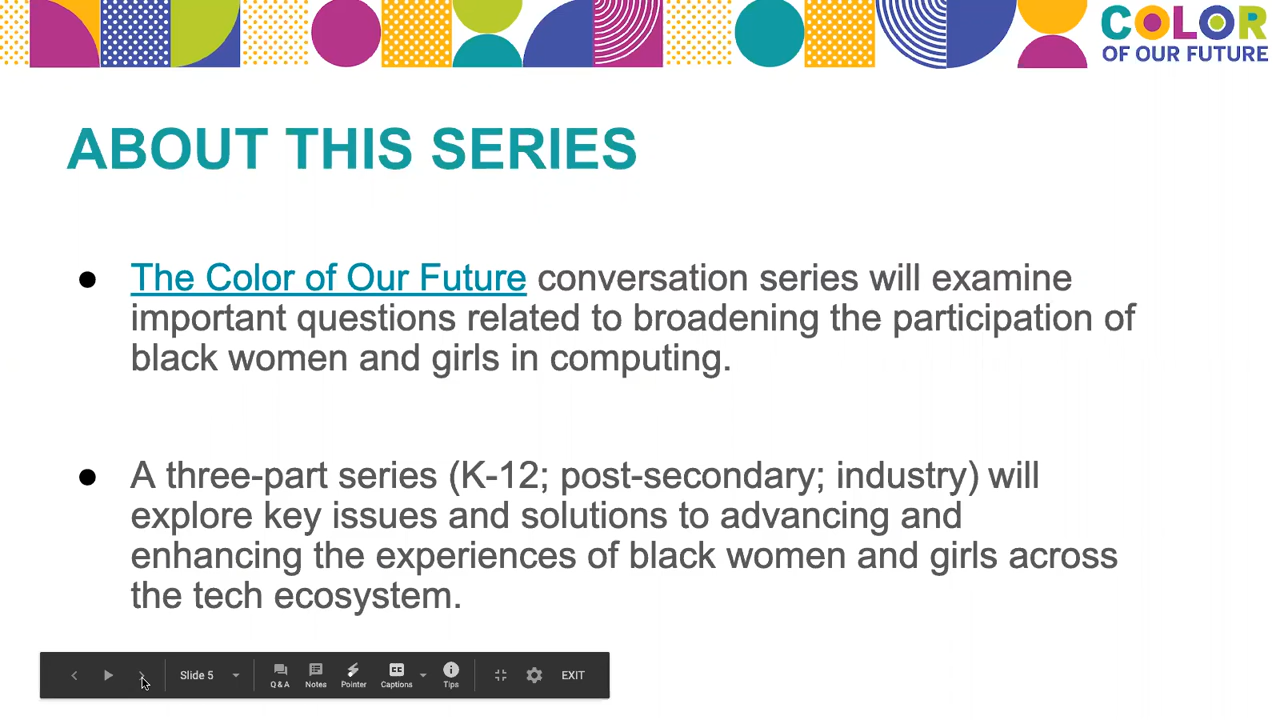 COLOR
OF OUR FUTURE
ABOUT THIS SERIES
● The Color of Our Future conversation series will examine
important questions related to broadening the participation of
black women and girls in computing.
● A three-part series (K-12; post-secondary; industry) will
explore key issues and solutions to advancing and
enhancing the experiences of black women and girls across
the tech ecosystem.
Slide 5
Q&A Notes Pointer CC Captions Tips EXIT